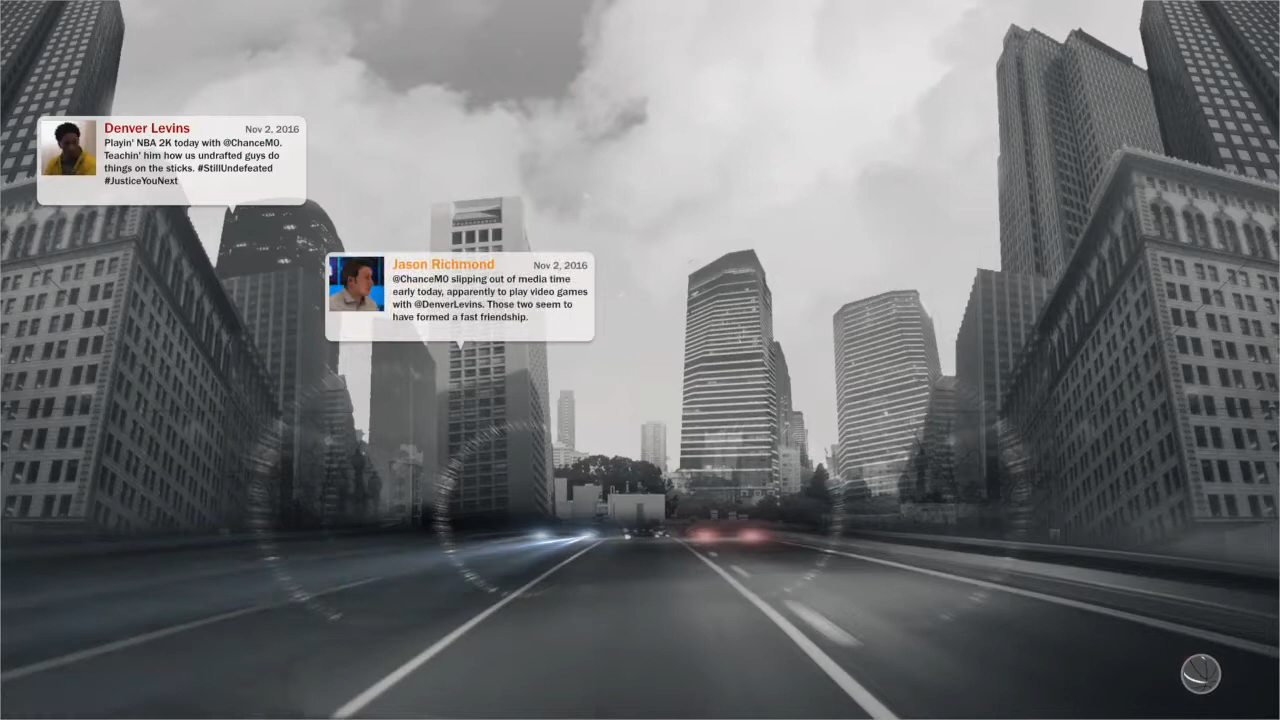 Denver Levins
Nov 2, 2016
Playin' NBA 2K today with @ChanceMO.
Teachin' him how us undrafted guys do
things on the sticks. #StillUndefeated
#JusticeYouNext
Jason Richmond
Nov 2, 2016
@ChanceMO slipping out of media time
early today, apparently to play video games
with @DenverLevins. Those two seem to
have formed a fast friendship.